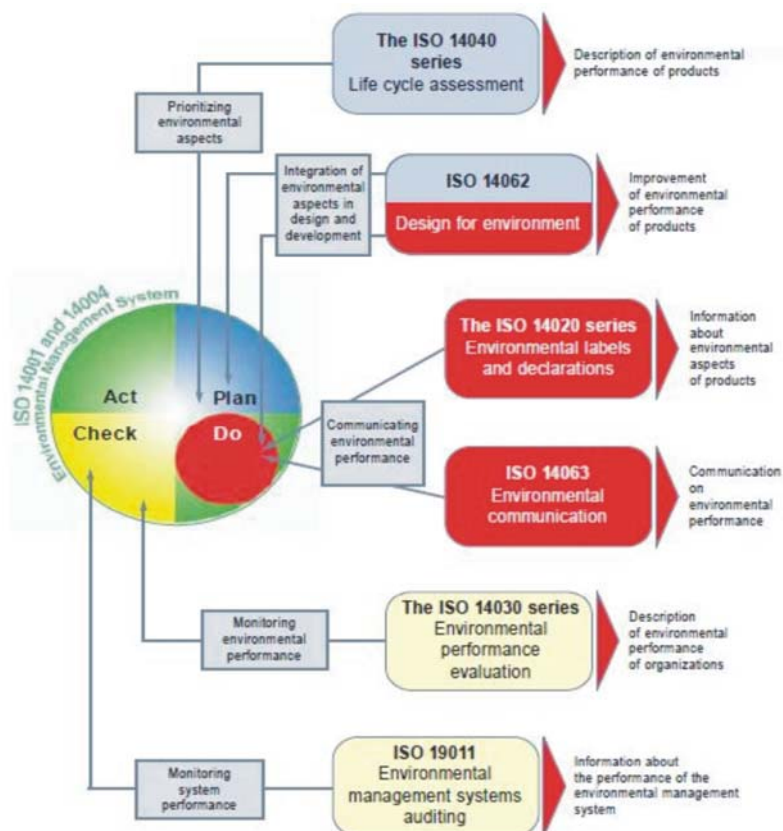 The ISO 14040
series
Life cycle assessment
Description of environmental
performance of products
Prioritizing
environmental
aspects
Integration of
environmental
aspects in
design and
development
ISO 14062
Design for environment
Improvement
of environmental
performance
of products
ISO 14001 and 14004
Environmental Management System
Act
Plan
Check
Do
The ISO 14020 series
Environmental labels
and declarations
Information
about
environmental
aspects
of products
Communicating
environmental
performance
ISO 14063
Environmental
communication
Communication
on
environmental
performance
Monitoring
environmental
performance
The ISO 14030 series
Environmental
performance
evaluation
Description
of environmental
performance
of organizations
Monitoring
system
performance
ISO 19011
Environmental
management systems
auditing
Information about
the performance of the
environmental management
system